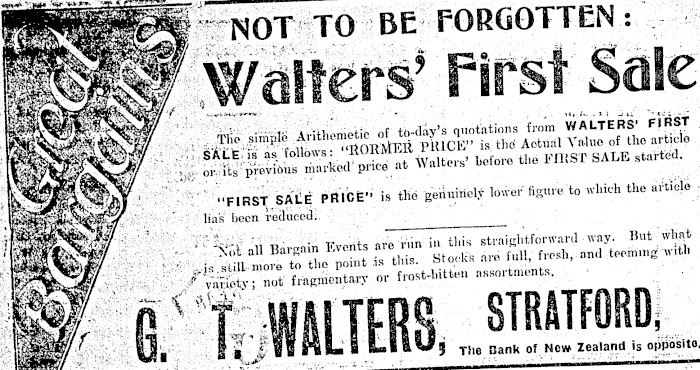 Great
Bargains
NOT TO BE FORGOTTEN:
Walters' First Sale
The simple Arithemetic of to-day's quotations from WALTERS' FIRST
SALE is as follows: "RORMER PRICE" is the Actual Value of the article
or its previous marked price at Walters' before the FIRST SALE started.
"FIRST SALE PRICE" is the genuinely lower figure to which the article
has been reduced.
Not all Bargain Events are run in this straightforward way. But what
is still more to the point is this. Stocks are full, fresh, and teeming with
variety; not fragmentary or frost-bitten assortments.
G. T. WALTERS, STRATFORD,
The Bank of New Zealand is opposite.